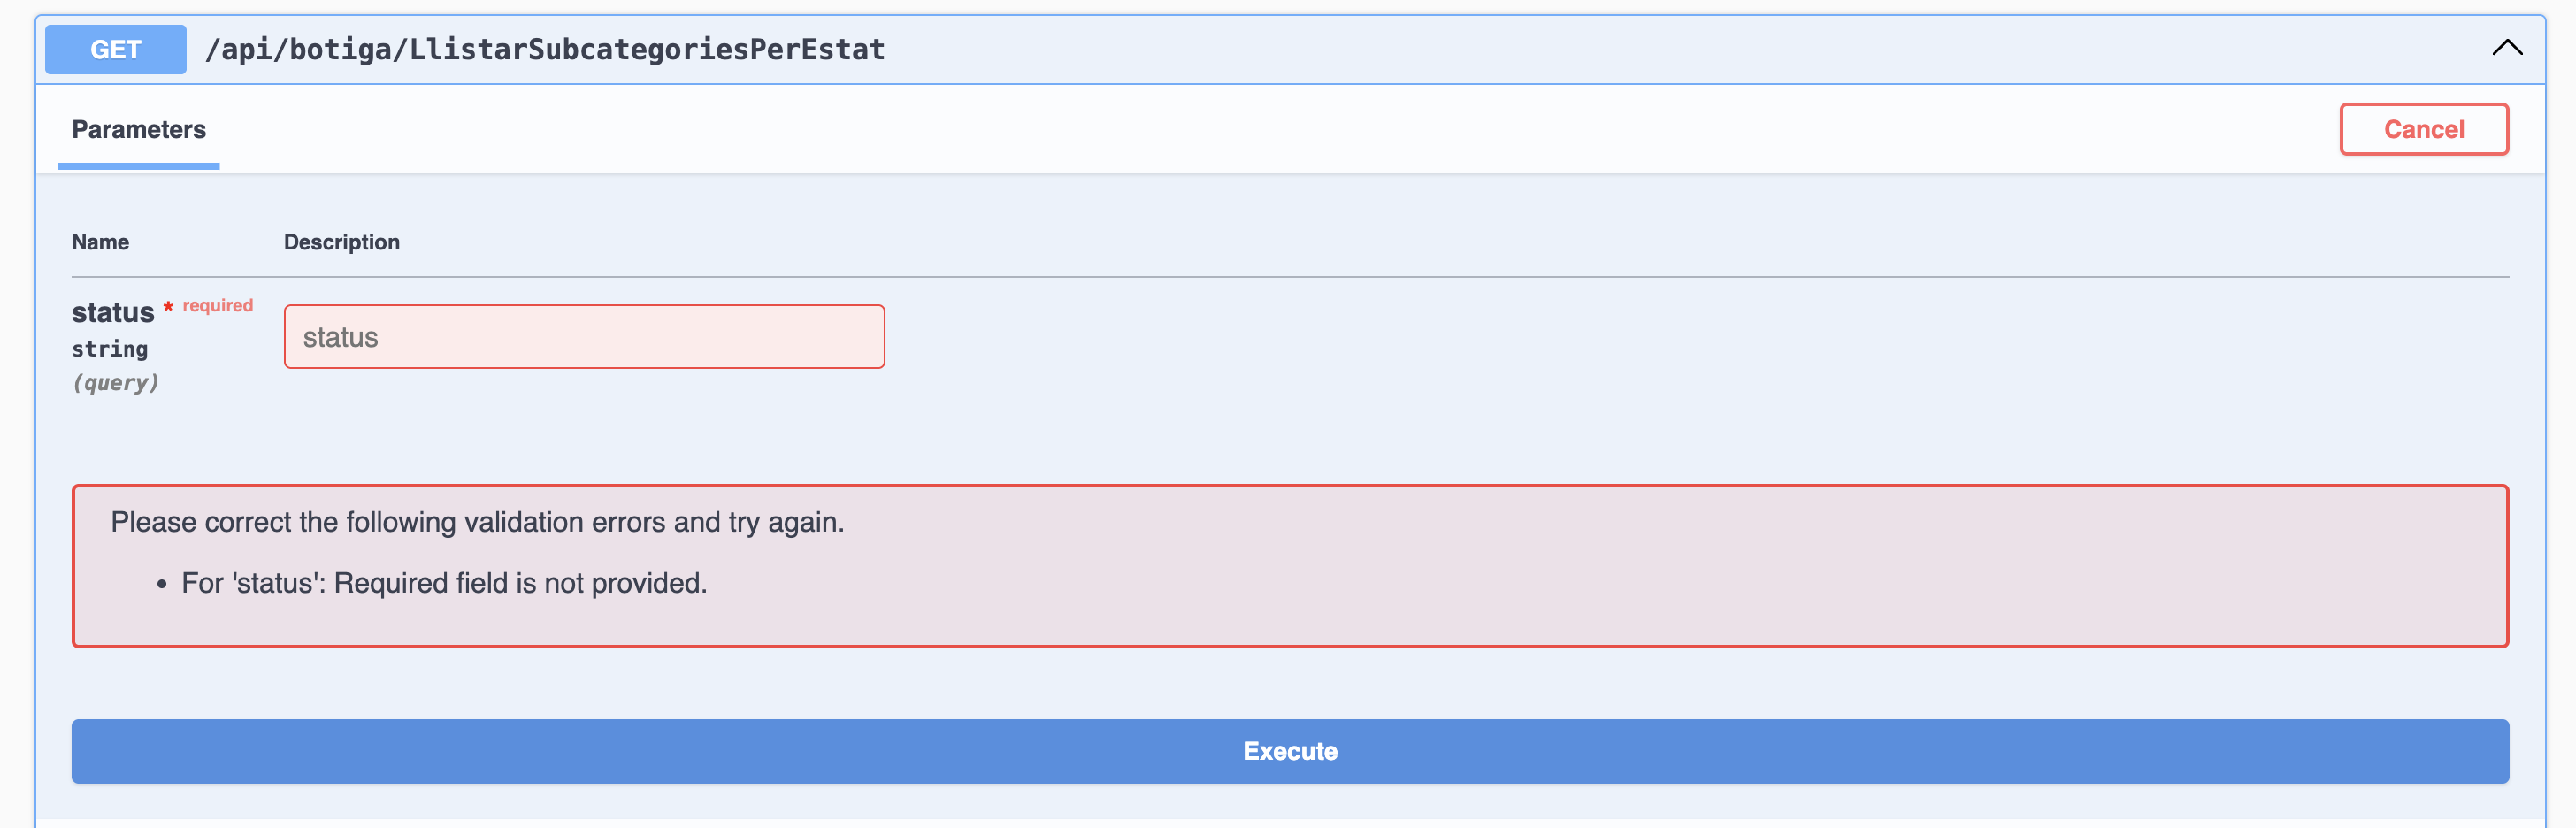 GET /api/botiga/LlistarSubcategoriesPerEstat
Parameters
Cancel
Name Description
status * required
string
(query)
status
Please correct the following validation errors and try again.
• For 'status': Required field is not provided.
Execute